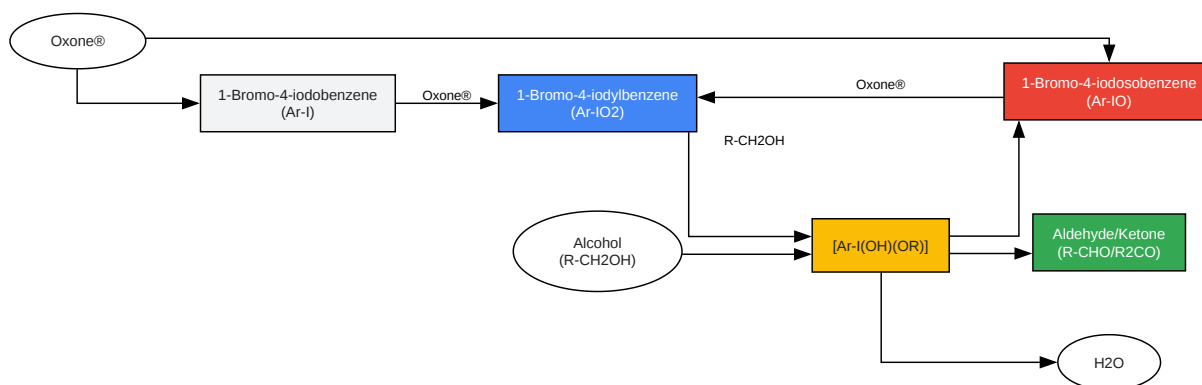 Oxone®
1-Bromo-4-iodobenzene
(Ar-I)
Oxone®
1-Bromo-4-iodylbenzene
(Ar-IO2)
Oxone®
1-Bromo-4-iodosobenzene
(Ar-IO)
R-CH2OH
Alcohol
(R-CH2OH)
[Ar-I(OH)(OR)]
Aldehyde/Ketone
(R-CHO/R2CO)
H2O